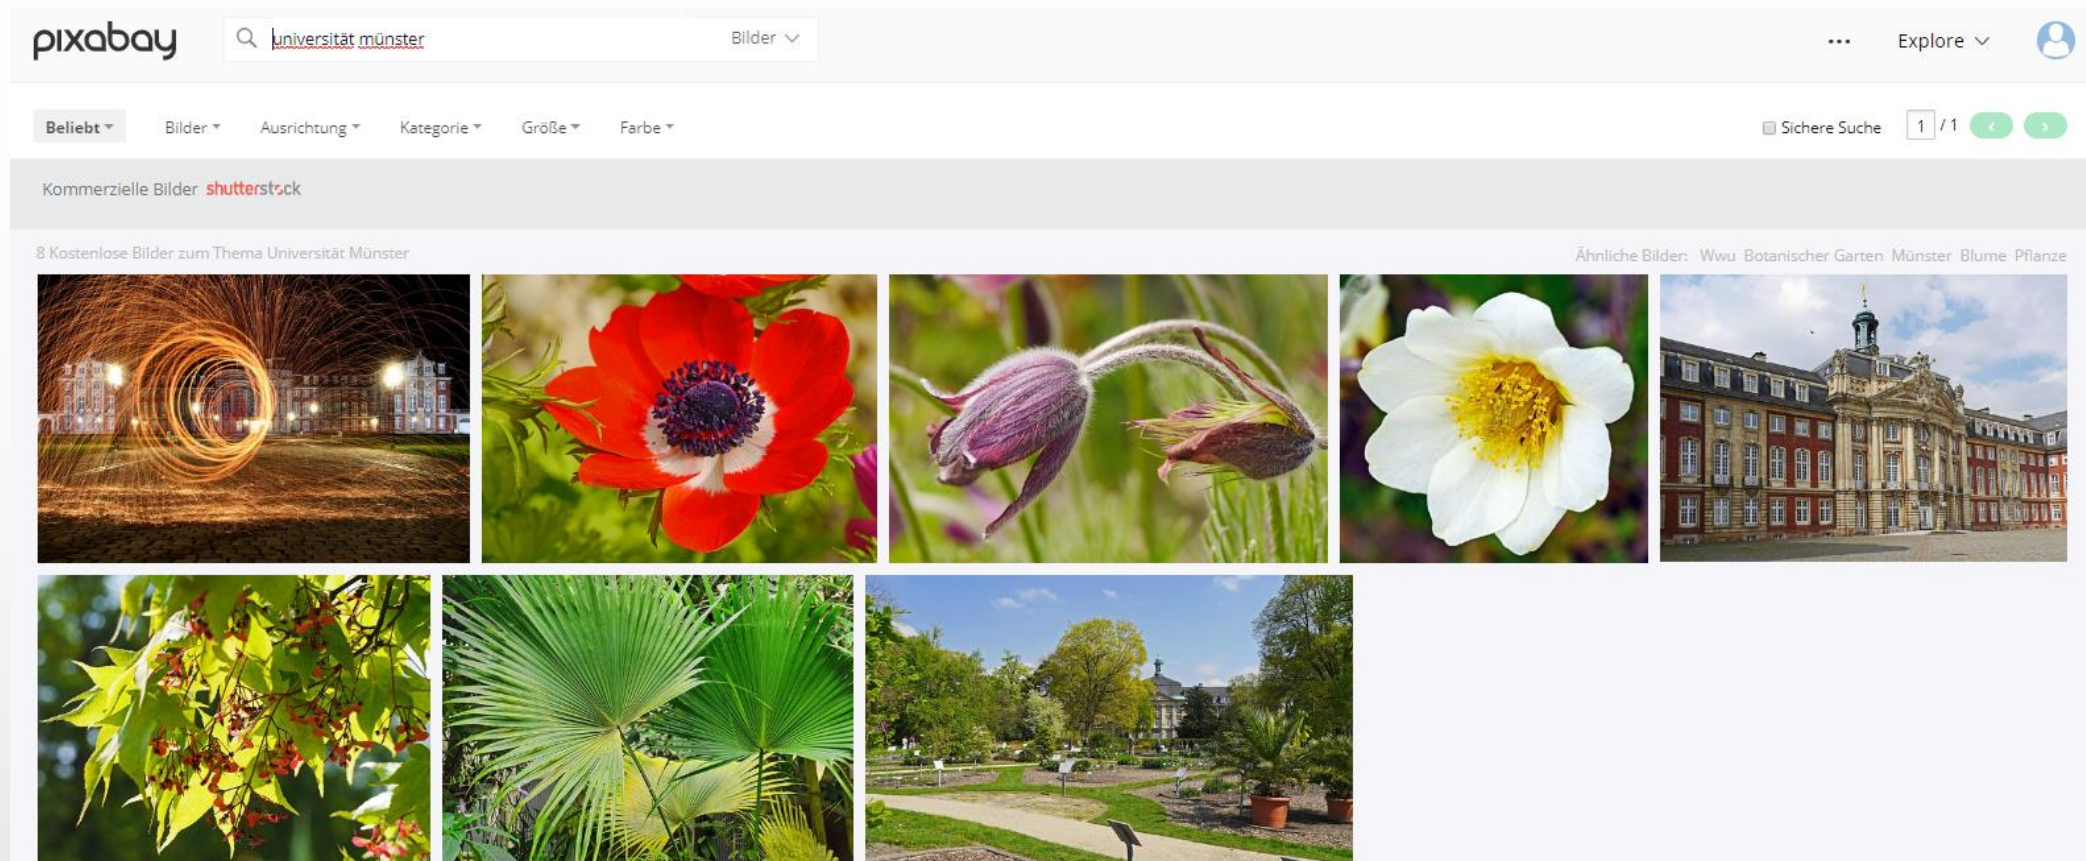 pixabay
universität münster
Bilder
Explore
Beliebt
Bilder
Ausrichtung
Kategorie
Größe
Farbe
Sichere Suche
1 / 1
Kommerzielle Bilder shutterstock
8 Kostenlose Bilder zum Thema Universität Münster
Ähnliche Bilder: Wwu Botanischer Garten Münster Blume Pflanze